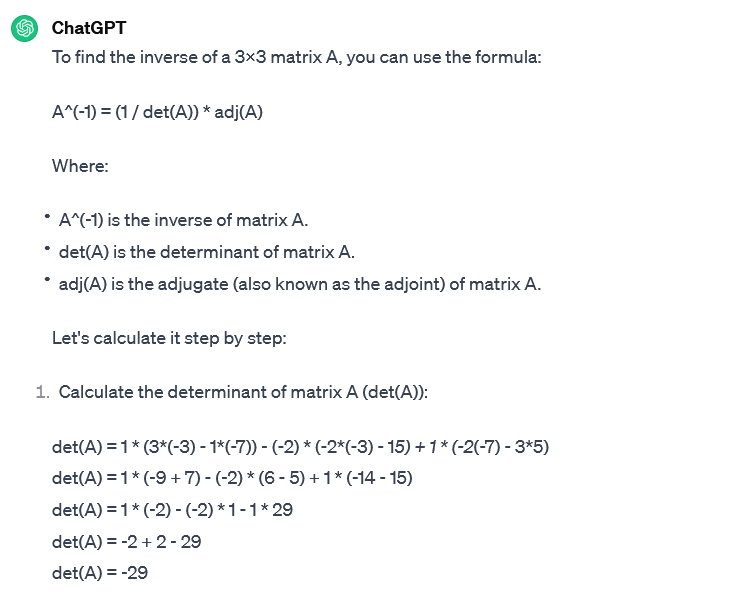 ChatGPT
To find the inverse of a 3×3 matrix A, you can use the formula:
A^(-1) = (1 / det(A)) * adj(A)
Where:
• A^(-1) is the inverse of matrix A.
• det(A) is the determinant of matrix A.
• adj(A) is the adjugate (also known as the adjoint) of matrix A.
Let's calculate it step by step:
1. Calculate the determinant of matrix A (det(A)):
det(A) = 1 * (3*(-3) - 1*(-7)) - (-2) * (-2*(-3) - 15) + 1 * (-2(-7) - 3*5)
det(A) = 1 * (-9 + 7) - (-2) * (6 - 5) + 1 * (-14 - 15)
det(A) = 1 * (-2) - (-2) * 1 - 1 * 29
det(A) = -2 + 2 - 29
det(A) = -29